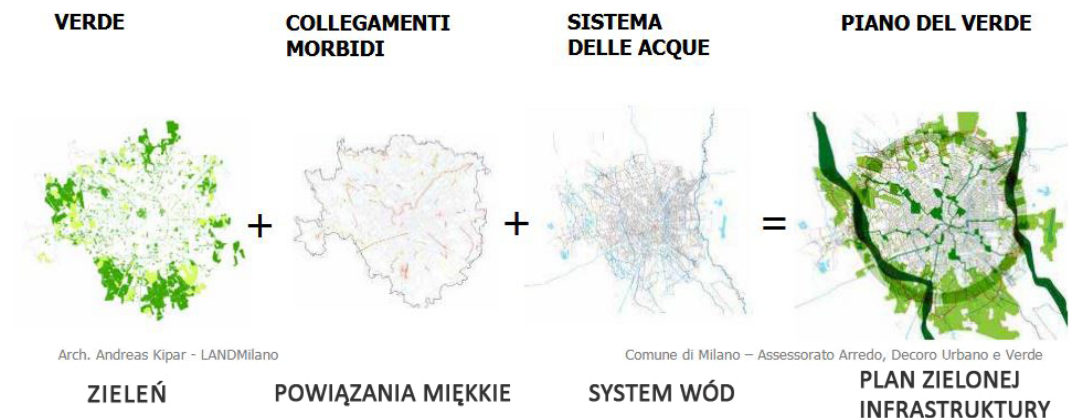 VERDE
COLLEGAMENTI
MORBIDI
SISTEMA
DELLE ACQUE
PIANO DEL VERDE
+
+
=
Arch. Andreas Kipar - LANDMilano
Comune di Milano – Assessorato Arredo, Decoro Urbano e Verde
ZIELEŃ
POWIĄZANIA MIĘKKIE
SYSTEM WÓD
PLAN ZIELONEJ
INFRASTRUKTURY